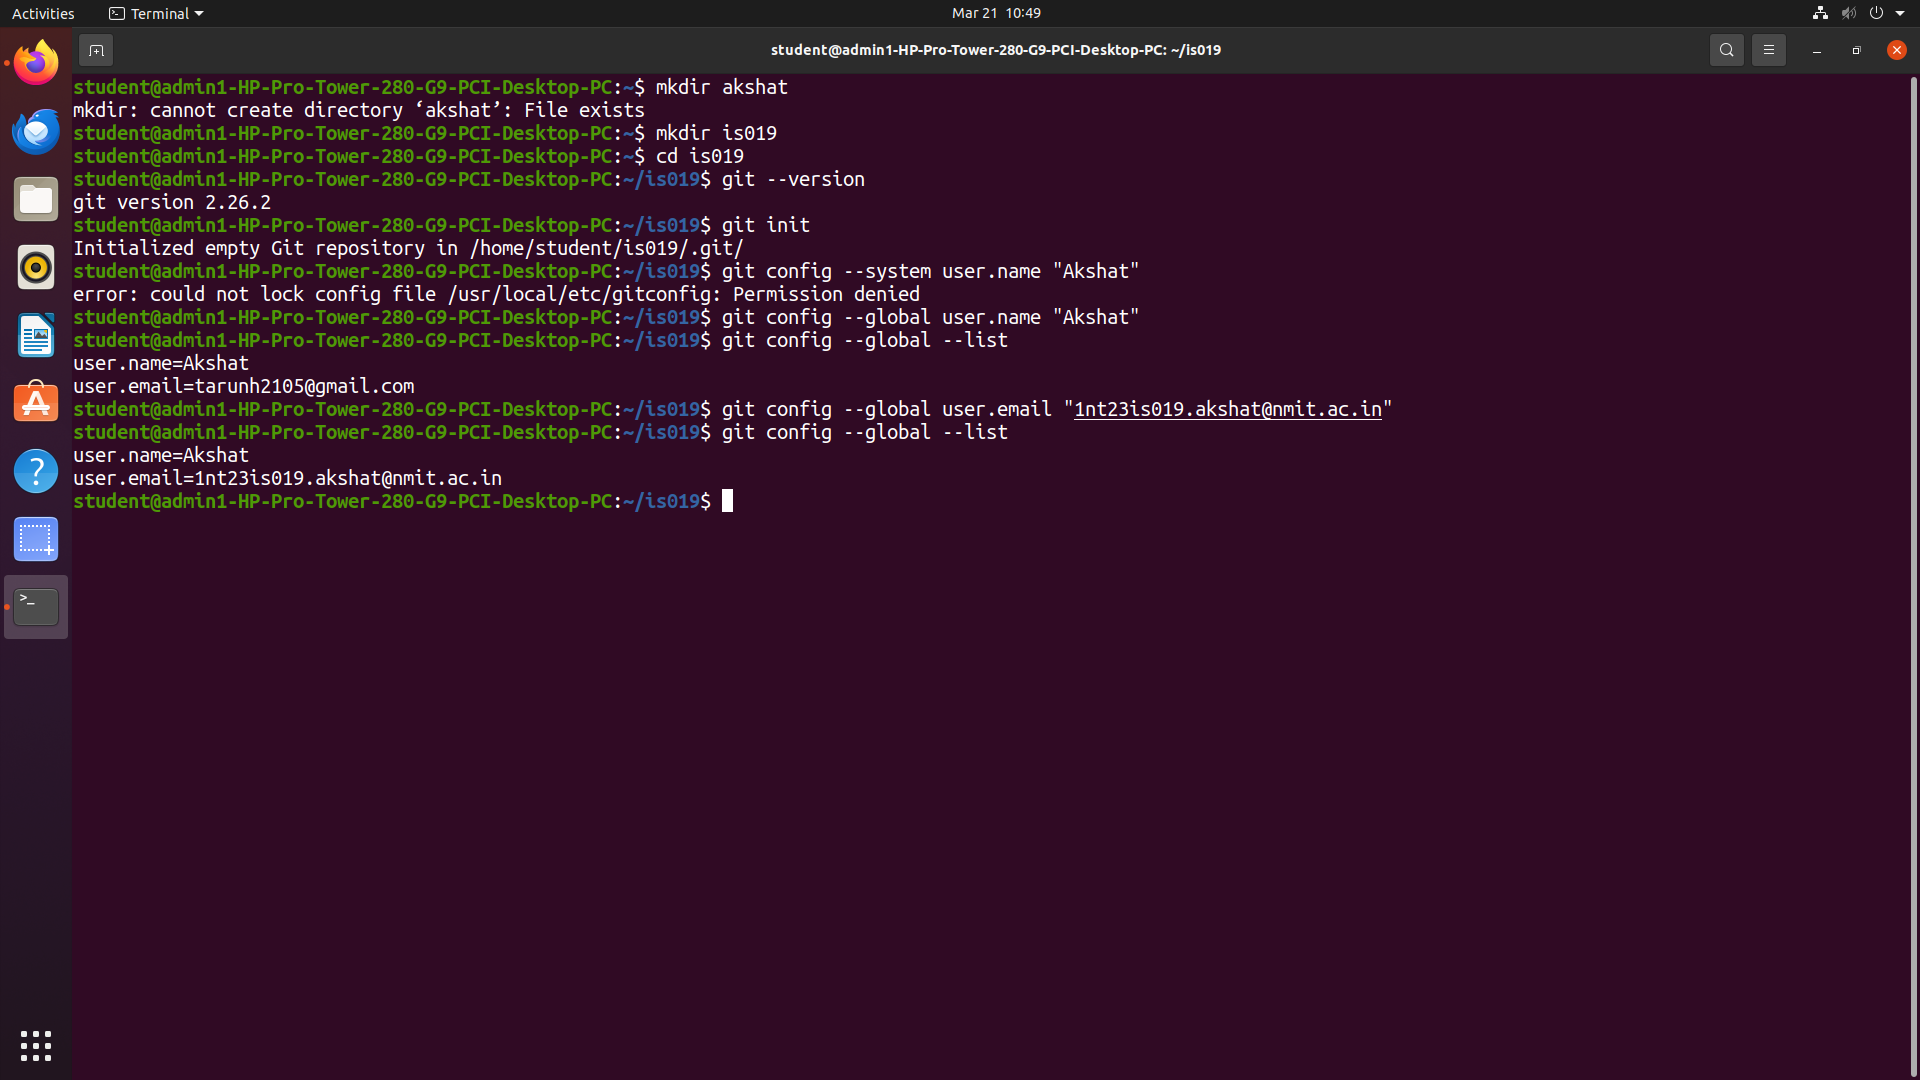 Activities
Terminal
Mar 21 10:49
student@admin1-HP-Pro-Tower-280-G9-PCI-Desktop-PC: ~/is019
student@admin1-HP-Pro-Tower-280-G9-PCI-Desktop-PC:~$ mkdir akshat
mkdir: cannot create directory ‘akshat’: File exists
student@admin1-HP-Pro-Tower-280-G9-PCI-Desktop-PC:~$ mkdir is019
student@admin1-HP-Pro-Tower-280-G9-PCI-Desktop-PC:~$ cd is019
student@admin1-HP-Pro-Tower-280-G9-PCI-Desktop-PC:~/is019$ git --version
git version 2.26.2
student@admin1-HP-Pro-Tower-280-G9-PCI-Desktop-PC:~/is019$ git init
Initialized empty Git repository in /home/student/is019/.git/
student@admin1-HP-Pro-Tower-280-G9-PCI-Desktop-PC:~/is019$ git config --system user.name "Akshat"
error: could not lock config file /usr/local/etc/gitconfig: Permission denied
student@admin1-HP-Pro-Tower-280-G9-PCI-Desktop-PC:~/is019$ git config --global user.name "Akshat"
student@admin1-HP-Pro-Tower-280-G9-PCI-Desktop-PC:~/is019$ git config --global --list
user.name=Akshat
user.email=tarunh2105@gmail.com
student@admin1-HP-Pro-Tower-280-G9-PCI-Desktop-PC:~/is019$ git config --global user.email "1nt23is019.akshat@nmit.ac.in"
student@admin1-HP-Pro-Tower-280-G9-PCI-Desktop-PC:~/is019$ git config --global --list
user.name=Akshat
user.email=1nt23is019.akshat@nmit.ac.in
student@admin1-HP-Pro-Tower-280-G9-PCI-Desktop-PC:~/is019$